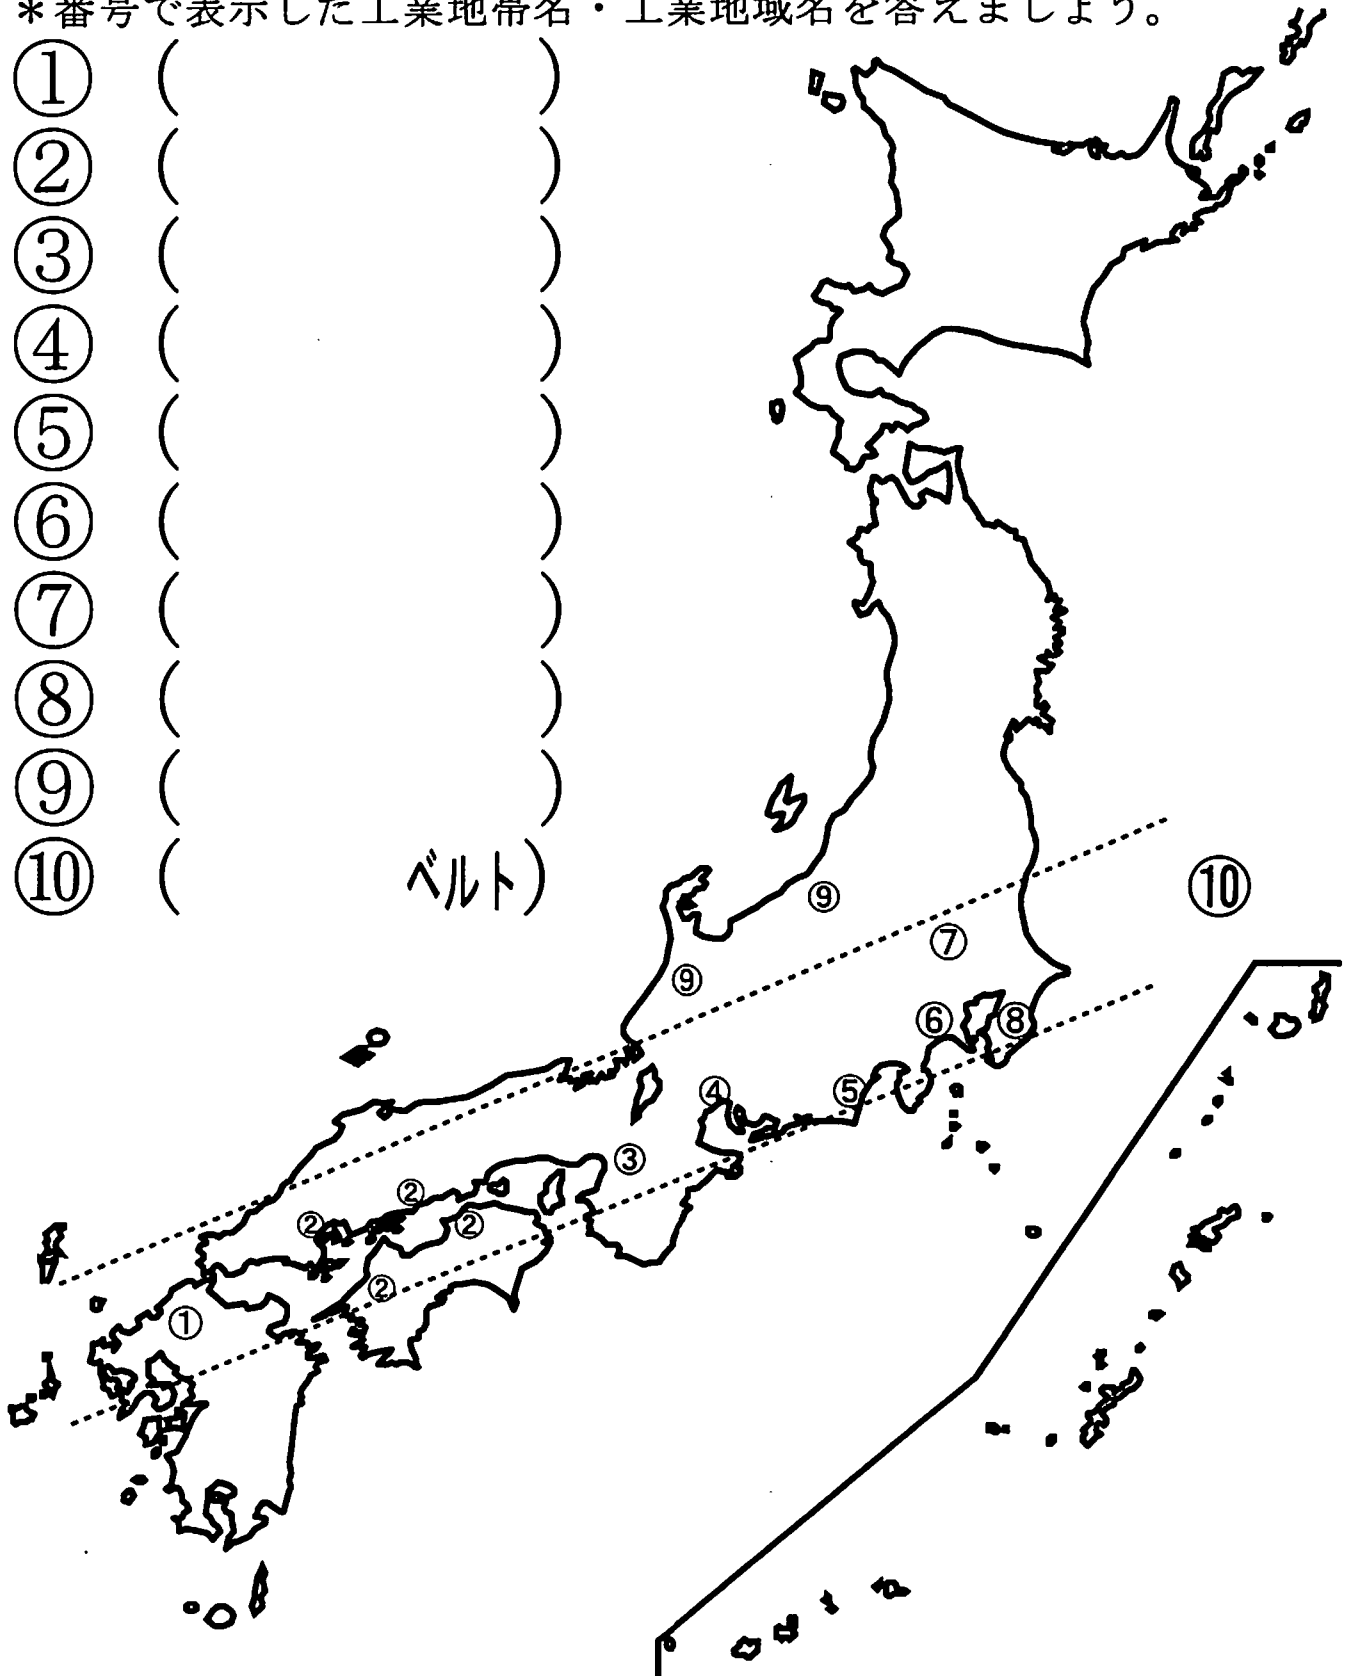 *番号で表示した工業地帯名・工業地域名を答えましょう。
① ( )
② ( )
③ ( )
④ ( )
⑤ ( )
⑥ ( )
⑦ ( )
⑧ ( )
⑨ ( )
⑩ ( ベルト)
⑨
⑩
⑦
⑨
⑥ ⑧
④ ⑤
③
②
② ②
②
①